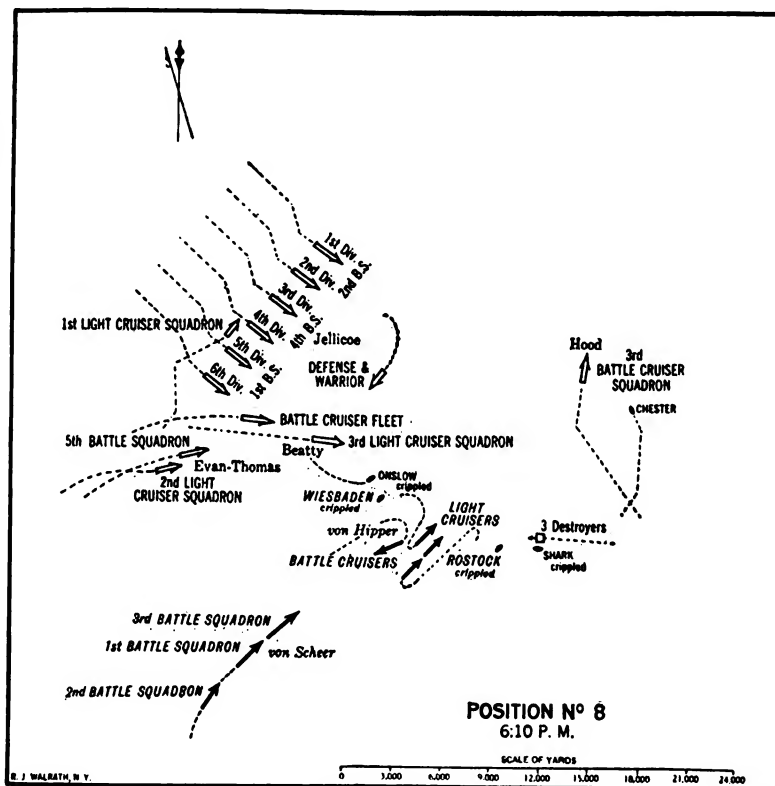 1st Div.
2nd Div.
2nd B.S.
3rd Div.
4th Div.
4th B.S.
5th Div.
6th Div.
1st B.S.
1st LIGHT CRUISER SQUADRON
Jellicoe
DEFENSE &
WARRIOR
Hood
3rd
BATTLE CRUISER
SQUADRON
CHESTER
BATTLE CRUISER FLEET
5th BATTLE SQUADRON
Beatty
3rd LIGHT CRUISER SQUADRON
Evan-Thomas
2nd LIGHT
CRUISER SQUADRON
ONSLOW
crippled
WIESBADEN
crippled
LIGHT
CRUISERS
von Hipper
BATTLE CRUISERS
ROSTOCK
crippled
3 Destroyers
SHARK
crippled
3rd BATTLE SQUADRON
1st BATTLE SQUADRON
von Scheer
2nd BATTLE SQUADBON
POSITION Nº 8
6:10 P. M.
SCALE OF YARDS
0 3,000 6,000 9,000 12,000 15,000 18,000 21,000 24,000
R. J. WALRATH, N. Y.